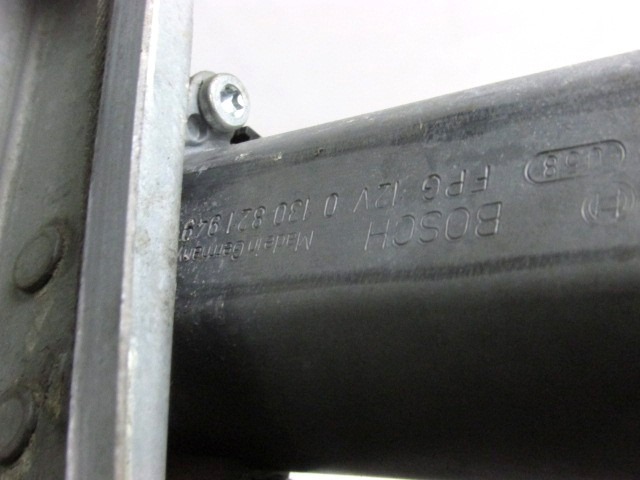 BOSCH
Made in Germany
FPG 12V 0 130 821 949